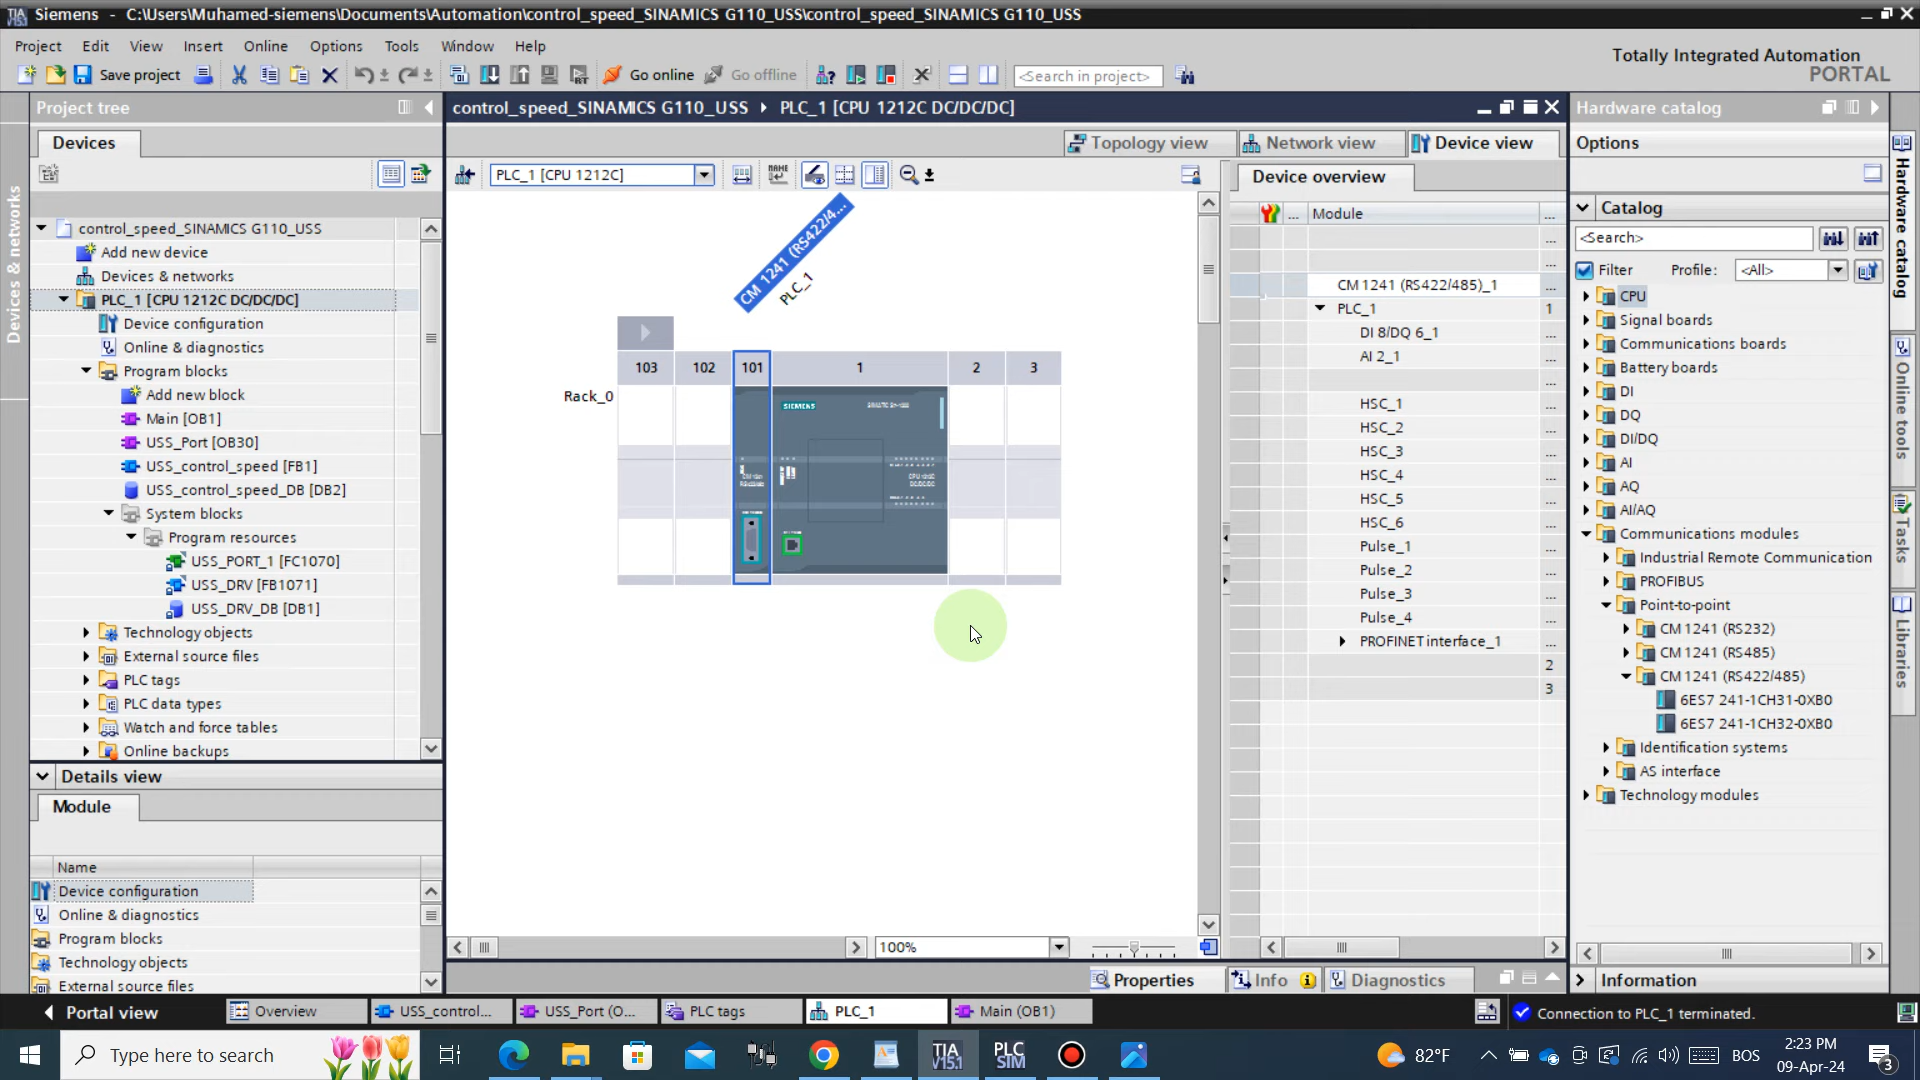 Siemens  -  C:\Users\Muhamed-siemens\Documents\Automation\control_speed_SINAMICS G110_USS\control_speed_SINAMICS G110_USS
Project Edit View Insert Online Options Tools Window Help
Totally Integrated Automation
PORTAL
Save project Go online Go offline <Search in project>
Project tree
Devices
control_speed_SINAMICS G110_USS
Add new device
Devices & networks
PLC_1 [CPU 1212C DC/DC/DC]
Device configuration
Online & diagnostics
Program blocks
Add new block
Main [OB1]
USS_Port [OB30]
USS_control_speed [FB1]
USS_control_speed_DB [DB2]
System blocks
Program resources
USS_PORT_1 [FC1070]
USS_DRV [FB1071]
USS_DRV_DB [DB1]
Technology objects
External source files
PLC tags
PLC data types
Watch and force tables
Online backups
Details view
Module
Name
Device configuration
Online & diagnostics
Program blocks
Technology objects
External source files
Devices & networks
control_speed_SINAMICS G110_USS PLC_1 [CPU 1212C DC/DC/DC]
Topology view Network view Device view
PLC_1 [CPU 1212C]
CM 1241 (RS422/4...
PLC_1
103 102 101 1 2 3
Rack_0
SIEMENS
100%
Device overview
... Module ...
CM 1241 (RS422/485)_1 ...
PLC_1 1
DI 8/DQ 6_1 ...
AI 2_1 ...
HSC_1 ...
HSC_2 ...
HSC_3 ...
HSC_4 ...
HSC_5 ...
HSC_6 ...
Pulse_1 ...
Pulse_2 ...
Pulse_3 ...
Pulse_4 ...
PROFINET interface_1 ...
2
3
Properties Info Diagnostics
Hardware catalog
Options
Catalog
<Search>
Filter Profile: <All>
CPU
Signal boards
Communications boards
Battery boards
DI
DQ
DI/DQ
AI
AQ
AI/AQ
Communications modules
Industrial Remote Communication
PROFIBUS
Point-to-point
CM 1241 (RS232)
CM 1241 (RS485)
CM 1241 (RS422/485)
6ES7 241-1CH31-0XB0
6ES7 241-1CH32-0XB0
Identification systems
AS interface
Technology modules
Information
Hardware catalog
Online tools
Tasks
Libraries
Portal view Overview USS_control... USS_Port (O... PLC tags PLC_1 Main (OB1) Connection to PLC_1 terminated.
Type here to search
TIA
V15.1
PLC
SIM
82°F BOS
2:23 PM
09-Apr-24
3